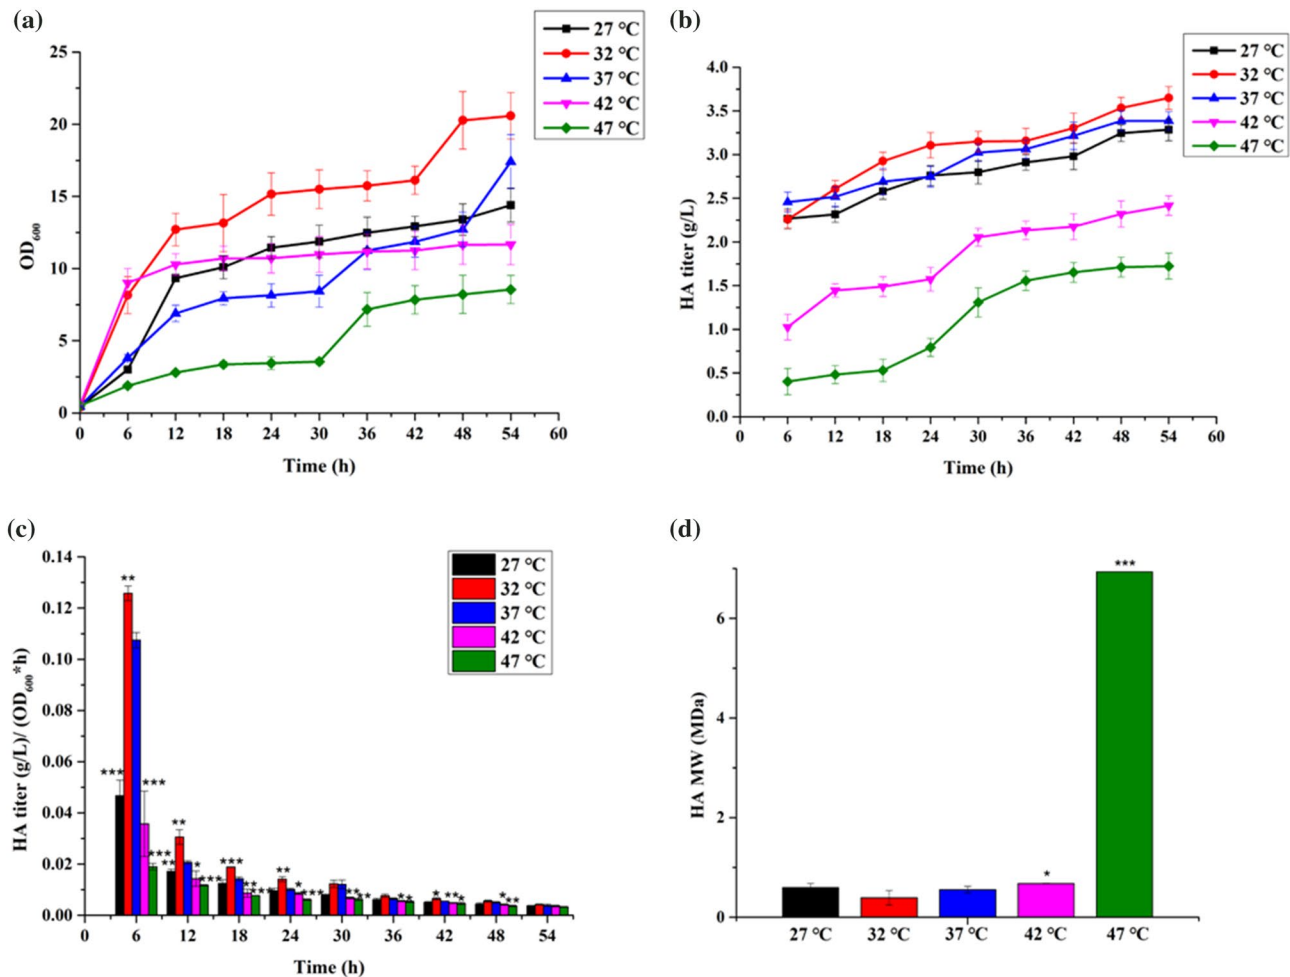 (a)
27 °C
32 °C
37 °C
42 °C
47 °C
25
20
15
10
5
0
OD600
0 6 12 18 24 30 36 42 48 54 60
Time (h)
(b)
27 °C
32 °C
37 °C
42 °C
47 °C
4.0
3.5
3.0
2.5
2.0
1.5
1.0
0.5
0.0
HA titer (g/L)
0 6 12 18 24 30 36 42 48 54 60
Time (h)
(c)
27 °C
32 °C
37 °C
42 °C
47 °C
0.14
0.12
0.10
0.08
0.06
0.04
0.02
0.00
HA titer (g/L)/ (OD600*h)
0 6 12 18 24 30 36 42 48 54
Time (h)
(d)
6
4
2
0
HA MW (MDa)
***
*
27 °C 32 °C 37 °C 42 °C 47 °C